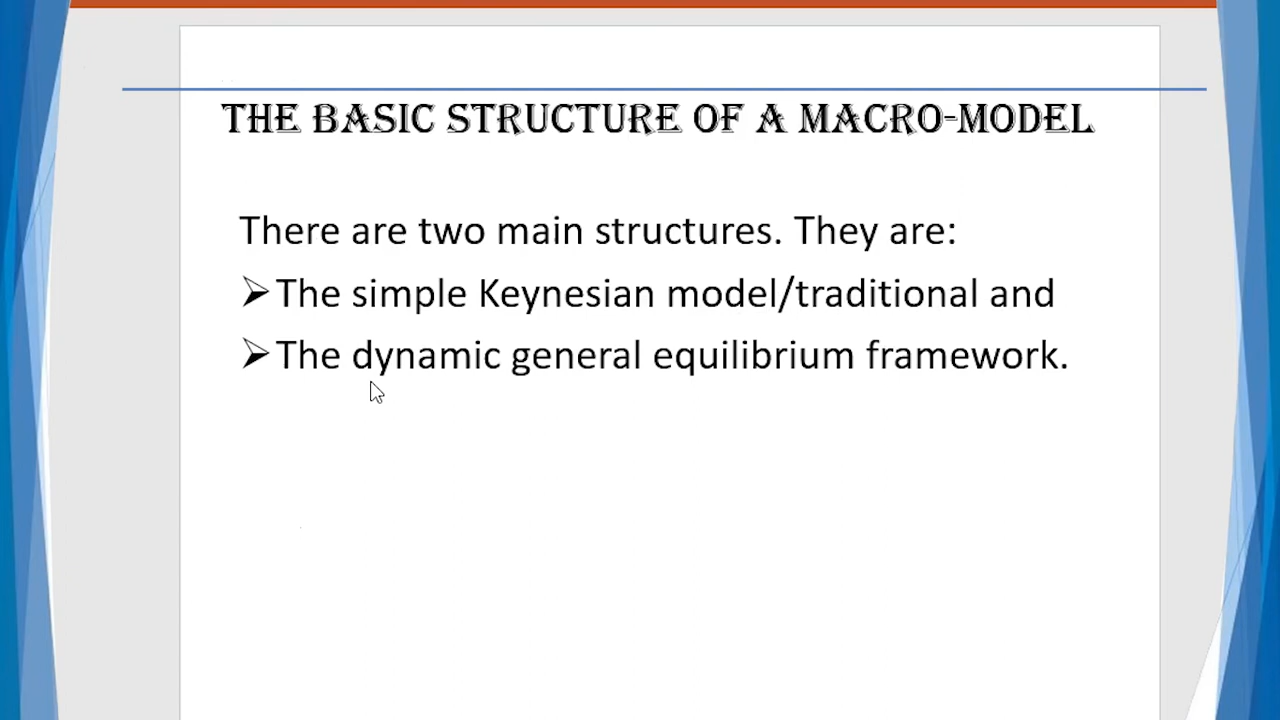 THE BASIC STRUCTURE OF A MACRO-MODEL
There are two main structures. They are:
➢The simple Keynesian model/traditional and
➢The dynamic general equilibrium framework.